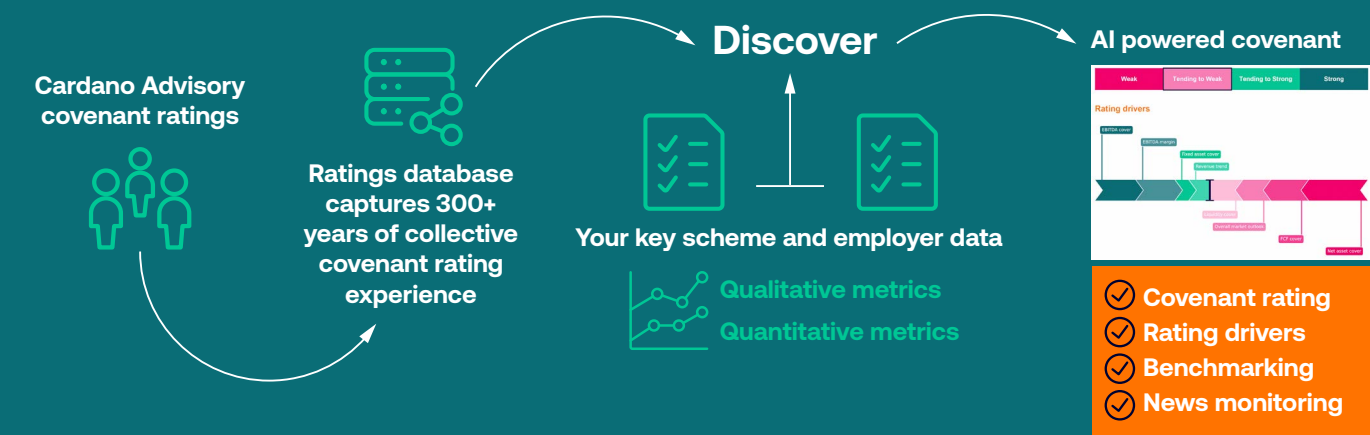 Cardano Advisory
covenant ratings
Ratings database
captures 300+
years of collective
covenant rating
experience
Discover
Your key scheme and employer data
Qualitative metrics
Quantitative metrics
AI powered covenant
Weak
Tending to Weak
Tending to Strong
Strong
Rating drivers
EBITDA cover
EBITDA margin
Fixed asset cover
Revenue trend
Overall market outlook
FCF cover
Net asset cover
Covenant rating
Rating drivers
Benchmarking
News monitoring